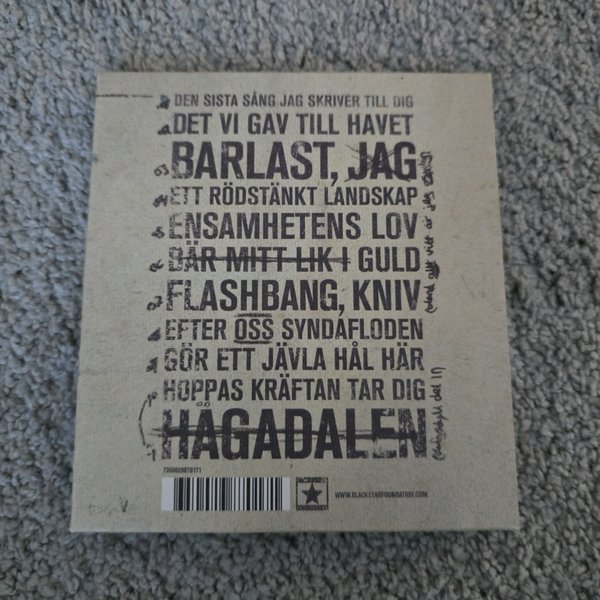 DEN SISTA SÅNG JAG SKRIVER TILL DIG
DET VI GAV TILL HAVET
BARLAST, JAG
ETT RÖDSTÄNKT LANDSKAP
ENSAMHETENS LOV
BÄR MITT LIK I GULD
FLASHBANG, KNIV
EFTER OSS SYNDAFLODEN
GÖR ETT JÄVLA HÅL HÄR
HOPPAS KRÄFTAN TAR DIG
HÅGADALEN
WWW.BLACKSTARFOUNDATION.COM